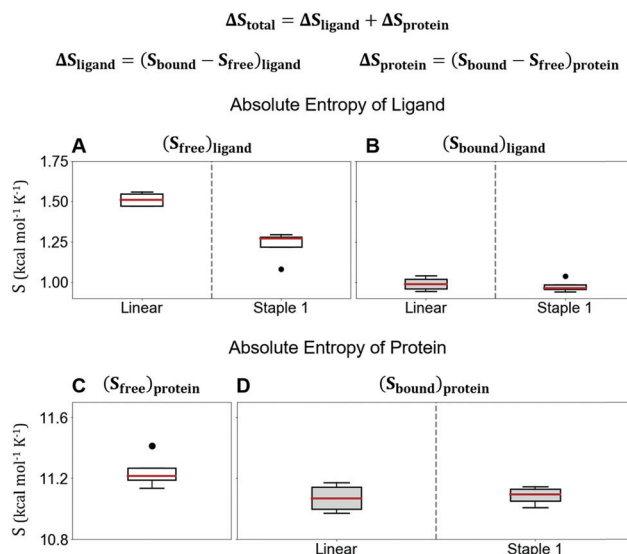 ΔS_total = ΔS_ligand + ΔS_protein
ΔS_ligand = (S_bound − S_free)_ligand
ΔS_protein = (S_bound − S_free)_protein
Absolute Entropy of Ligand
A (S_free)_ligand
B (S_bound)_ligand
S (kcal mol⁻¹ K⁻¹)
1.75
1.50
1.25
1.00
Linear Staple 1
Linear Staple 1
Absolute Entropy of Protein
C (S_free)_protein
D (S_bound)_protein
S (kcal mol⁻¹ K⁻¹)
11.6
11.2
10.8
Linear Staple 1